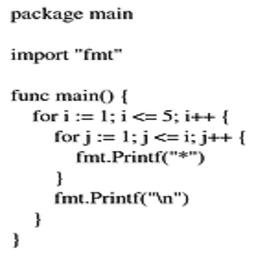 package main

import "fmt"

func main() {
    for i := 1; i <= 5; i++ {
        for j := 1; j <= i; j++ {
            fmt.Printf("*")
        }
        fmt.Printf("\n")
    }
}